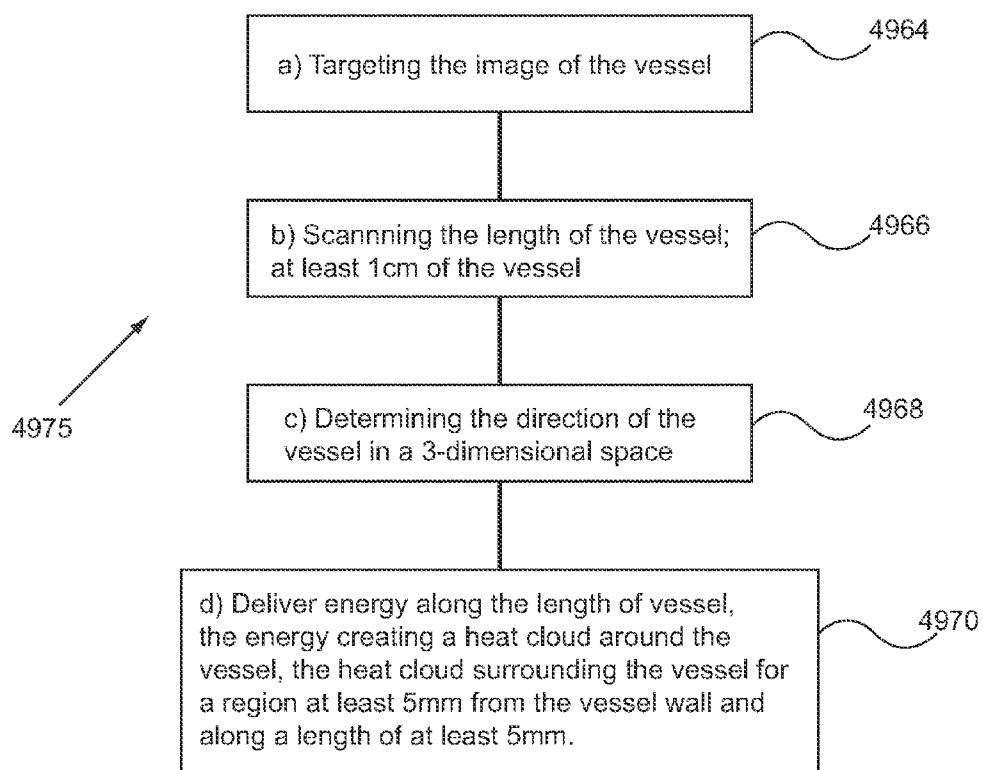 4964
a) Targeting the image of the vessel
4966
b) Scannning the length of the vessel;
at least 1cm of the vessel
4975
4968
c) Determining the direction of the
vessel in a 3-dimensional space
4970
d) Deliver energy along the length of vessel,
the energy creating a heat cloud around the
vessel, the heat cloud surrounding the vessel for
a region at least 5mm from the vessel wall and
along a length of at least 5mm.